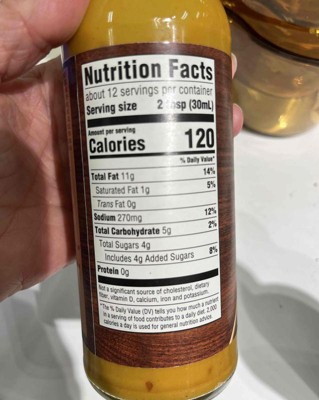 Nutrition Facts
about 12 servings per container
Serving size 2 tbsp (30mL)
Amount per serving
Calories 120
% Daily Value*
Total Fat 11g 14%
Saturated Fat 1g 5%
Trans Fat 0g
Sodium 270mg 12%
Total Carbohydrate 5g 2%
Total Sugars 4g
Includes 4g Added Sugars 8%
Protein 0g
Not a significant source of cholesterol, dietary
fiber, vitamin D, calcium, iron and potassium.
*The % Daily Value (DV) tells you how much a nutrient
in a serving of food contributes to a daily diet. 2,000
calories a day is used for general nutrition advice.